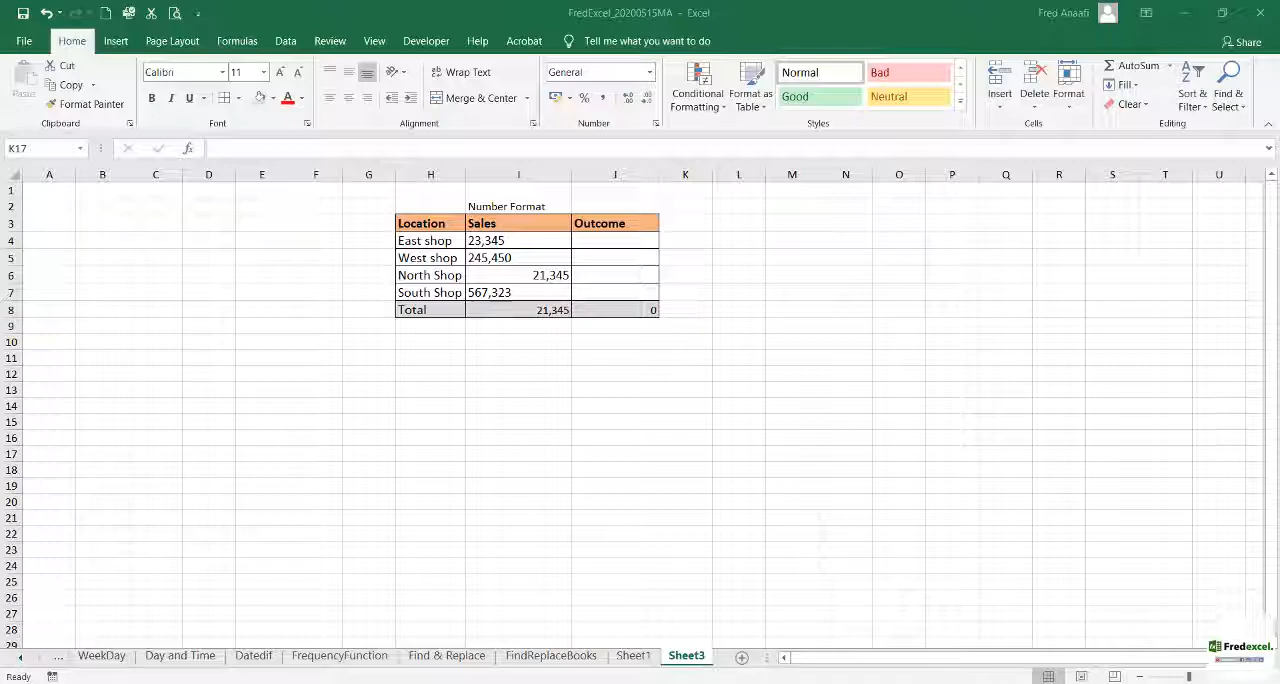 FredExcel_20200515MA - Excel
Fred Anaafi
File Home Insert Page Layout Formulas Data Review View Developer Help Acrobat Tell me what you want to do
Share
Paste
Cut
Copy
Format Painter
Clipboard
Calibri 11
B I U
Font
Wrap Text
Merge & Center
Alignment
General
Number
Conditional Formatting
Format as Table
Normal Bad
Good Neutral
Styles
Insert Delete Format
Cells
AutoSum
Fill
Clear
Sort & Filter
Find & Select
Editing
K17
fx
A B C D E F G H I J K L M N O P Q R S T U
1
2 Number Format
3 Location Sales Outcome
4 East shop 23,345
5 West shop 245,450
6 North Shop 21,345
7 South Shop 567,323
8 Total 21,345 0
9
10
11
12
13
14
15
16
17
18
19
20
21
22
23
24
25
26
27
28
29
... WeekDay Day and Time Datedif FrequencyFunction Find & Replace FindReplaceBooks Sheet1 Sheet3
Fredexcel.
Ready